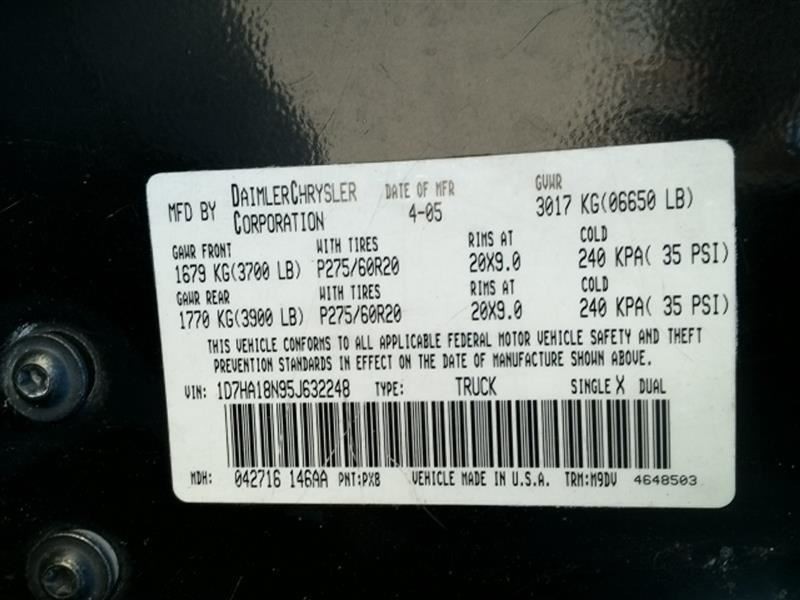 MFD BY DAIMLERCHRYSLER CORPORATION DATE OF MFR 4-05 GVWR 3017 KG(06650 LB)
GAWR FRONT WITH TIRES RIMS AT COLD
1679 KG(3700 LB) P275/60R20 20X9.0 240 KPA( 35 PSI)
GAWR REAR WITH TIRES RIMS AT COLD
1770 KG(3900 LB) P275/60R20 20X9.0 240 KPA( 35 PSI)
THIS VEHICLE CONFORMS TO ALL APPLICABLE FEDERAL MOTOR VEHICLE SAFETY AND THEFT
PREVENTION STANDARDS IN EFFECT ON THE DATE OF MANUFACTURE SHOWN ABOVE.
VIN: 1D7HA18N95J632248 TYPE: TRUCK SINGLE X DUAL
MDH: 042716 146AA PNT:PX8 VEHICLE MADE IN U.S.A. TRM:M9DV 4648503